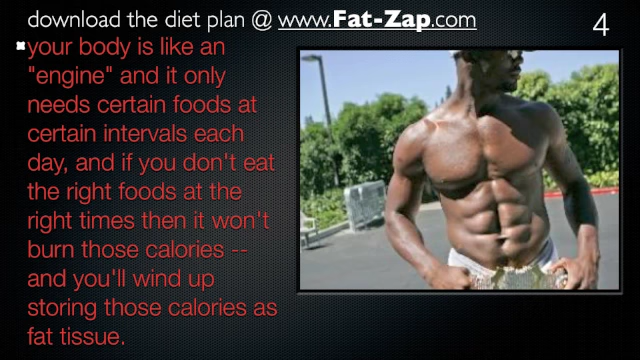 download the diet plan @ www.Fat-Zap.com
4
your body is like an
"engine" and it only
needs certain foods at
certain intervals each
day, and if you don't eat
the right foods at the
right times then it won't
burn those calories --
and you'll wind up
storing those calories as
fat tissue.